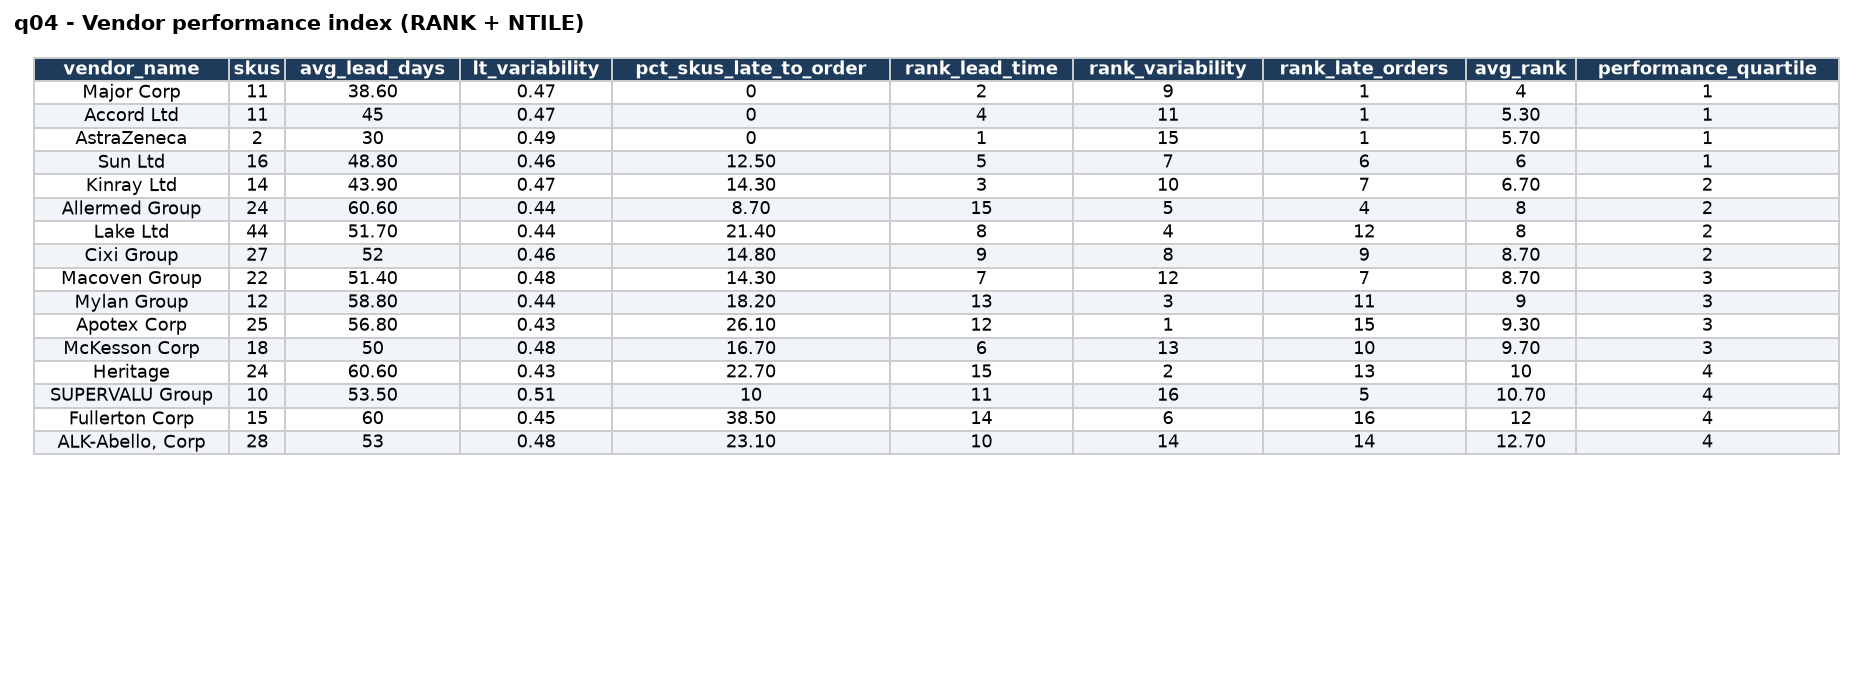 q04 - Vendor performance index (RANK + NTILE)
vendor_name skus avg_lead_days lt_variability pct_skus_late_to_order rank_lead_time rank_variability rank_late_orders avg_rank performance_quartile
Major Corp 11 38.60 0.47 0 2 9 1 4 1
Accord Ltd 11 45 0.47 0 4 11 1 5.30 1
AstraZeneca 2 30 0.49 0 1 15 1 5.70 1
Sun Ltd 16 48.80 0.46 12.50 5 7 6 6 1
Kinray Ltd 14 43.90 0.47 14.30 3 10 7 6.70 2
Allermed Group 24 60.60 0.44 8.70 15 5 4 8 2
Lake Ltd 44 51.70 0.44 21.40 8 4 12 8 2
Cixi Group 27 52 0.46 14.80 9 8 9 8.70 2
Macoven Group 22 51.40 0.48 14.30 7 12 7 8.70 3
Mylan Group 12 58.80 0.44 18.20 13 3 11 9 3
Apotex Corp 25 56.80 0.43 26.10 12 1 15 9.30 3
McKesson Corp 18 50 0.48 16.70 6 13 10 9.70 3
Heritage 24 60.60 0.43 22.70 15 2 13 10 4
SUPERVALU Group 10 53.50 0.51 10 11 16 5 10.70 4
Fullerton Corp 15 60 0.45 38.50 14 6 16 12 4
ALK-Abello, Corp 28 53 0.48 23.10 10 14 14 12.70 4